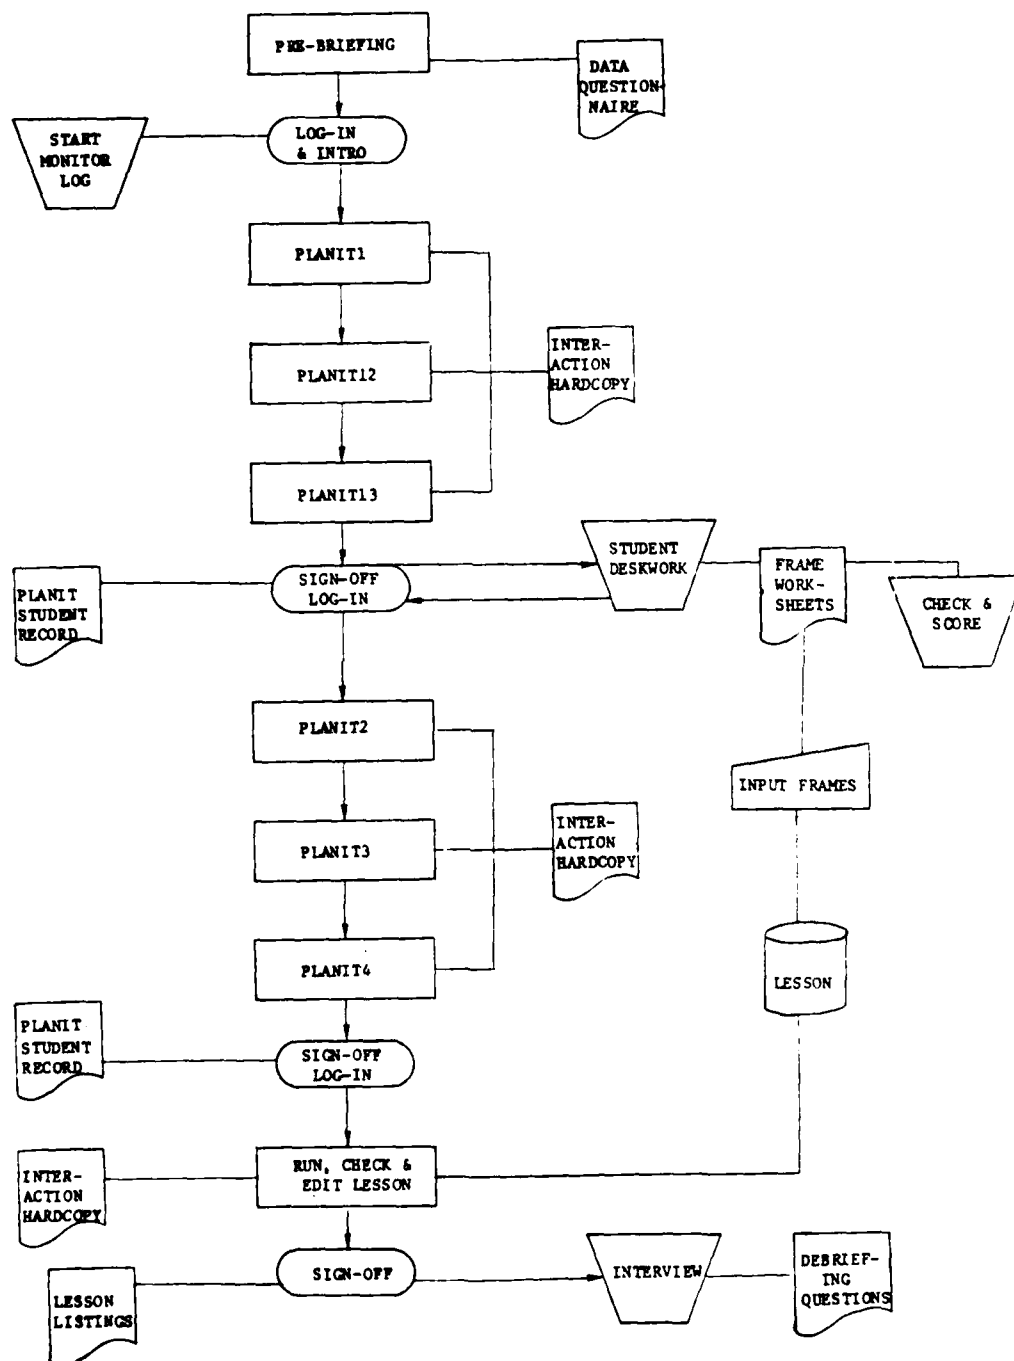 PRE-BRIEFING
DATA
QUESTION-
NAIRE
LOG-IN
& INTRO
START
MONITOR
LOG
PLANIT1
INTER-
ACTION
HARDCOPY
PLANIT12
PLANIT13
STUDENT
DESKWORK
FRAME
WORK-
SHEETS
CHECK &
SCORE
SIGN-OFF
LOG-IN
PLANIT
STUDENT
RECORD
PLANIT2
INPUT FRAMES
PLANIT3
INTER-
ACTION
HARDCOPY
LESSON
PLANIT4
PLANIT
STUDENT
RECORD
SIGN-OFF
LOG-IN
RUN, CHECK &
EDIT LESSON
INTER-
ACTION
HARDCOPY
SIGN-OFF
INTERVIEW
DEBRIEF-
ING
QUESTIONS
LESSON
LISTINGS